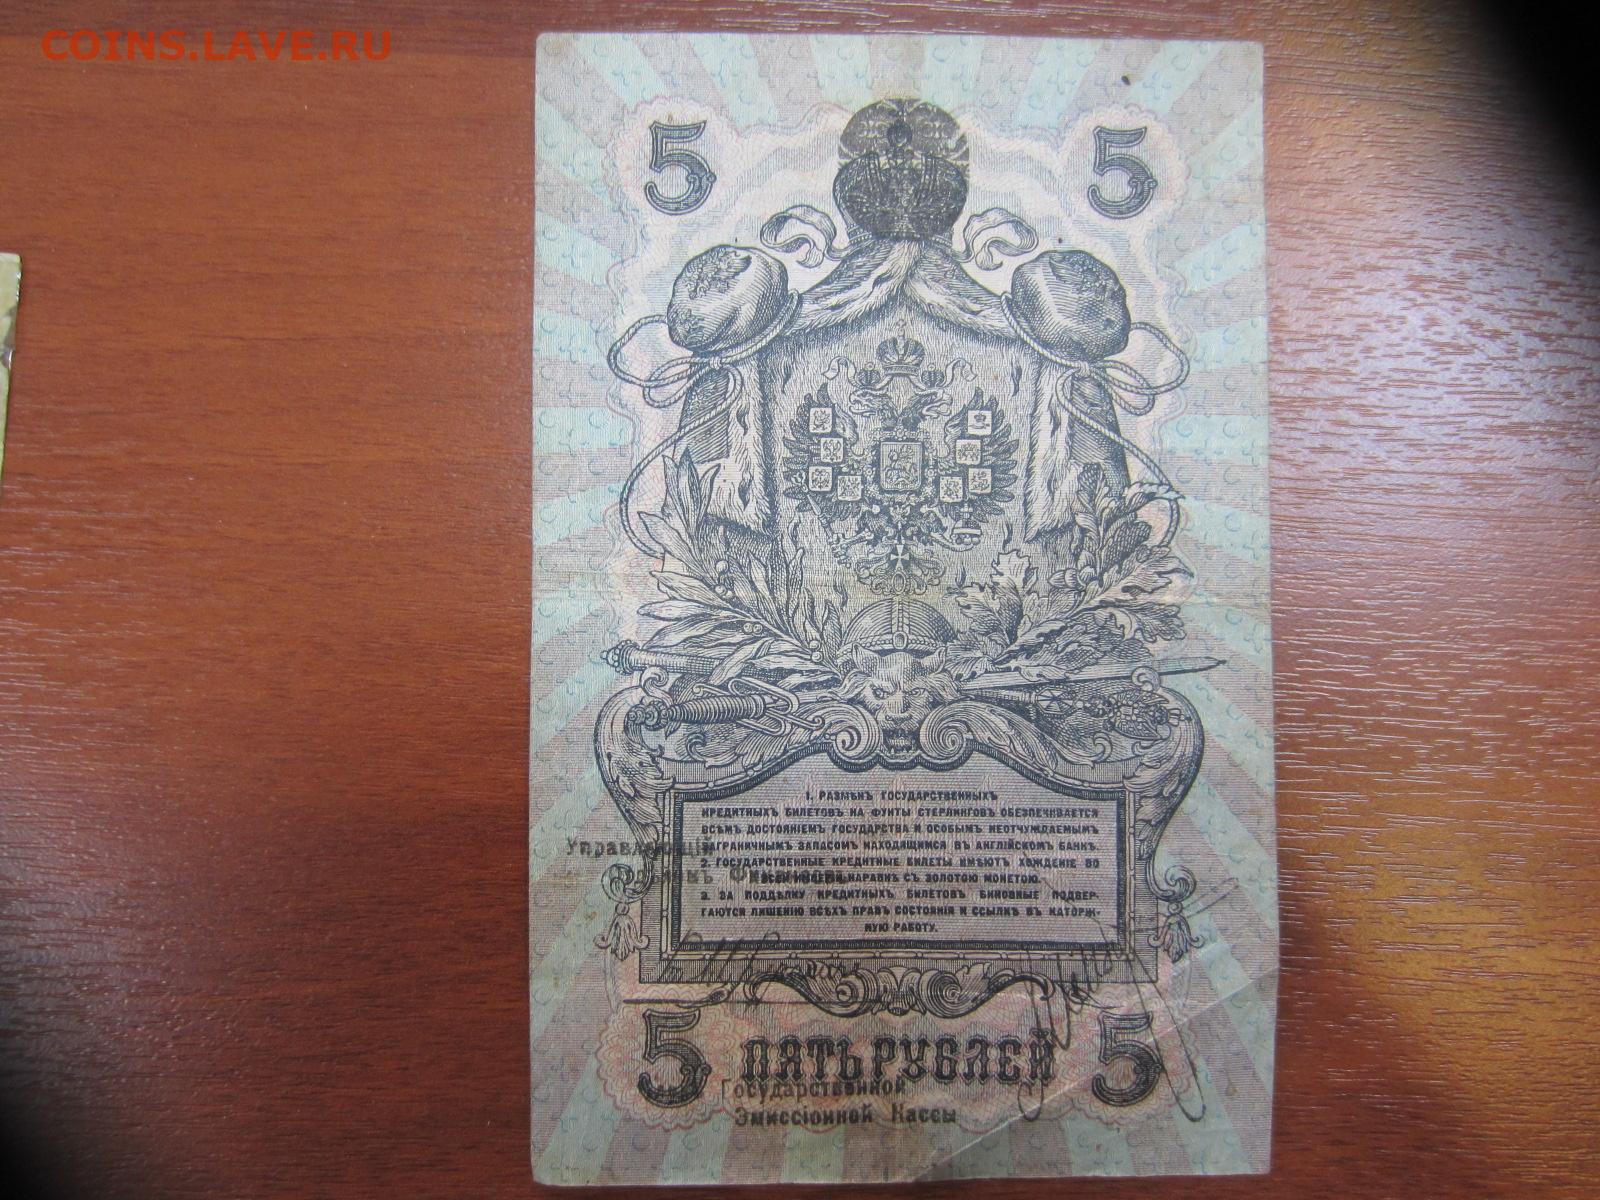 COINS.LAVE.RU
5 5
1. РАЗМѢНЪ ГОСУДАРСТВЕННЫХЪ
КРЕДИТНЫХЪ БИЛЕТОВЪ НА ФУНТЫ СТЕРЛИНГОВЪ ОБЕЗПЕЧИВАЕТСЯ
ВСѢМЪ ДОСТОЯНІЕМЪ ГОСУДАРСТВА И ОСОБЫМЪ НЕОТЧУЖДАЕМЫМЪ
ЗАГРАНИЧНЫМЪ ЗАПАСОМЪ НАХОДЯЩИМСЯ ВЪ АНГЛІЙСКОМЪ БАНКѢ.
Управляющій
2. ГОСУДАРСТВЕННЫЕ КРЕДИТНЫЕ БИЛЕТЫ ИМѢЮТЪ ХОЖДЕНІЕ ВО
ВСЕЙ ИМПЕРІИ НАРАВНѢ СЪ ЗОЛОТОЮ МОНЕТОЮ.
3. ЗА ПОДДѢЛКУ КРЕДИТНЫХЪ БИЛЕТОВЪ ВИНОВНЫЕ ПОДВЕР-
ГАЮТСЯ ЛИШЕНІЮ ВСѢХЪ ПРАВЪ СОСТОЯНІЯ И ССЫЛКѢ ВЪ КАТОРЖ-
НУЮ РАБОТУ.
5 ПЯТЬ РУБЛЕЙ 5
Государственной
Эмиссіонной Кассы